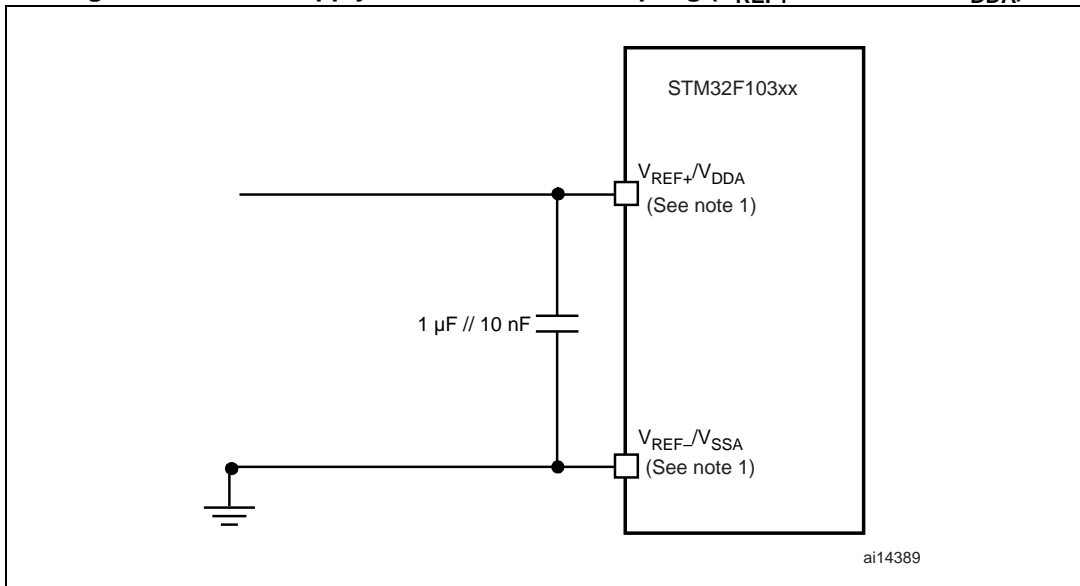 STM32F103xx
VREF+/VDDA
(See note 1)
1 µF // 10 nF
VREF–/VSSA
(See note 1)
ai14389